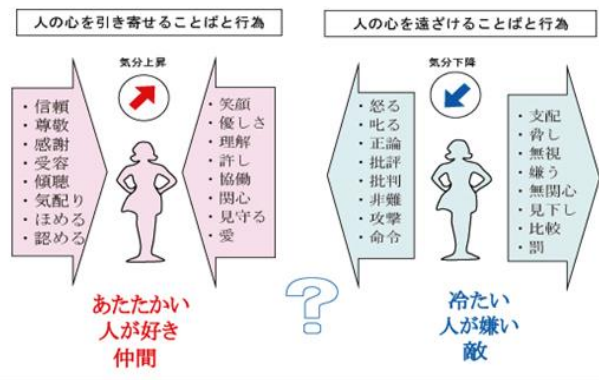 人の心を引き寄せることばと行為
気分上昇
・信頼
・尊敬
・感謝
・受容
・傾聴
・気配り
・ほめる
・認める
・笑顔
・優しさ
・理解
・許し
・協働
・関心
・見守る
・愛
あたたかい
人が好き
仲間
?
人の心を遠ざけることばと行為
気分下降
・怒る
・叱る
・正論
・批評
・批判
・非難
・攻撃
・命令
・支配
・脅し
・無視
・嫌う
・無関心
・見下し
・比較
・罰
冷たい
人が嫌い
敵